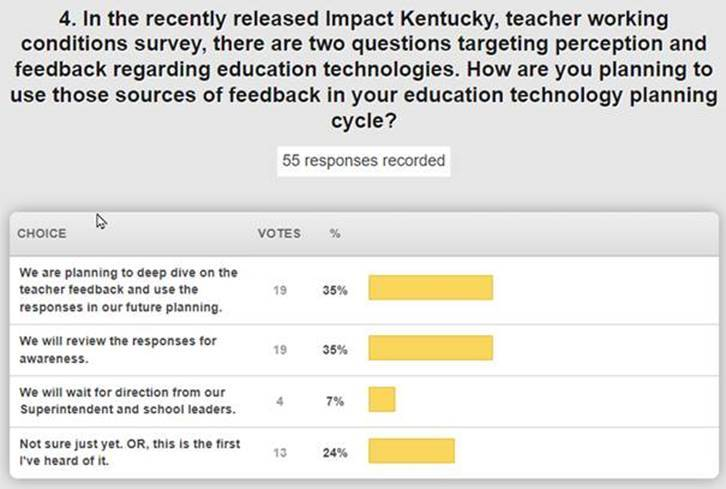 4. In the recently released Impact Kentucky, teacher working
conditions survey, there are two questions targeting perception and
feedback regarding education technologies. How are you planning to
use those sources of feedback in your education technology planning
cycle?
55 responses recorded
CHOICE VOTES %
We are planning to deep dive on the
teacher feedback and use the
responses in our future planning.
19 35%
We will review the responses for
awareness.
19 35%
We will wait for direction from our
Superintendent and school leaders.
4 7%
Not sure just yet. OR, this is the first
I've heard of it.
13 24%